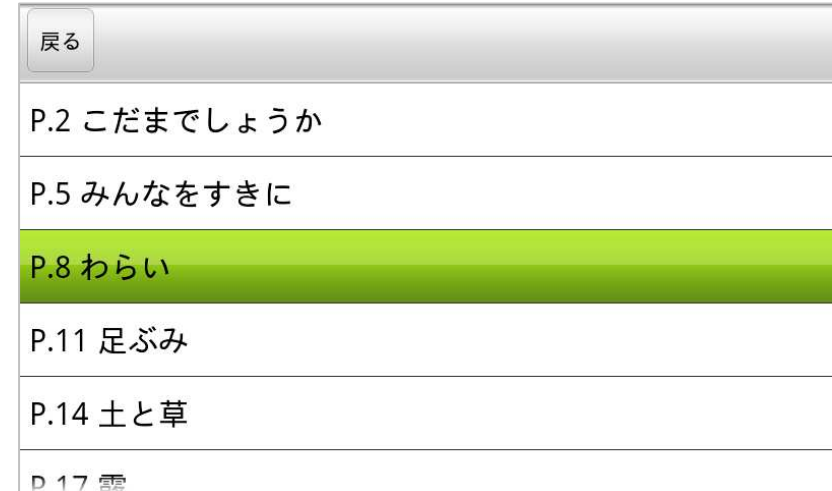 戻る
P.2 こだまでしょうか
P.5 みんなをすきに
P.8 わらい
P.11 足ぶみ
P.14 土と草
P.17